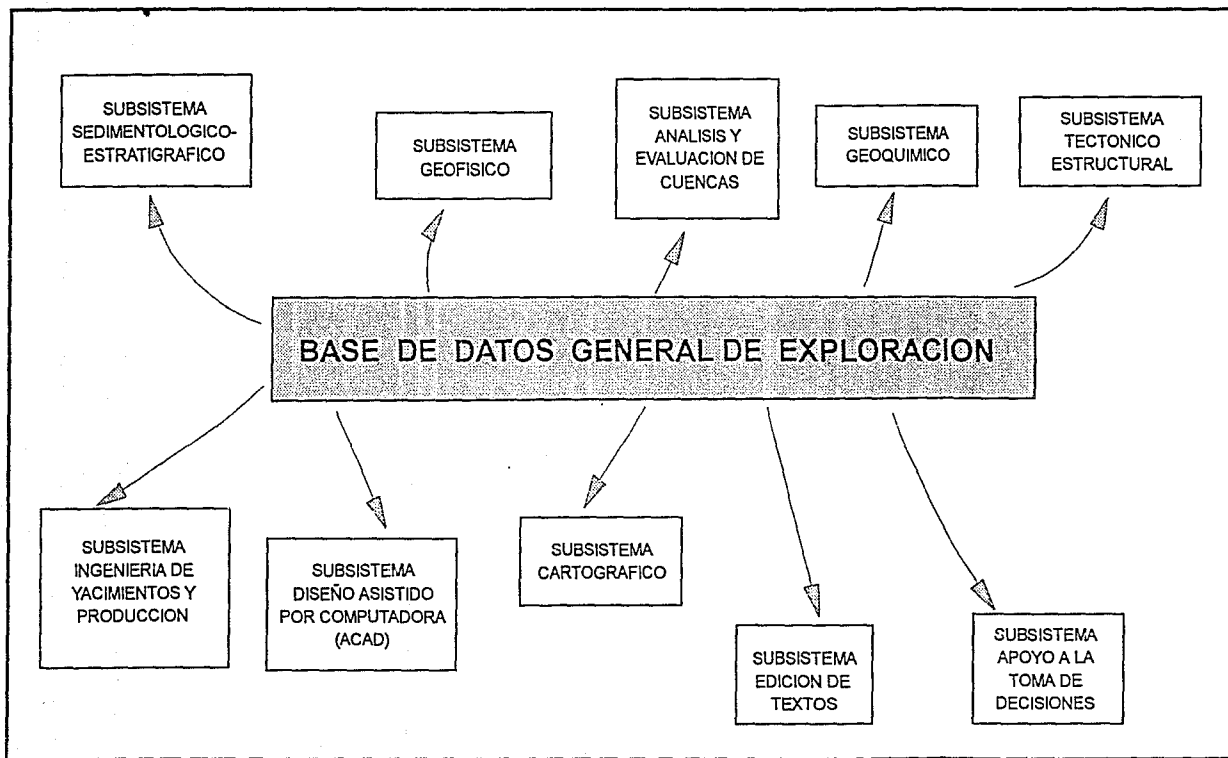 SUBSISTEMA
SEDIMENTOLOGICO-
ESTRATIGRAFICO
SUBSISTEMA
GEOFISICO
SUBSISTEMA
ANALISIS Y
EVALUACION DE
CUENCAS
SUBSISTEMA
GEOQUIMICO
SUBSISTEMA
TECTONICO
ESTRUCTURAL
BASE DE DATOS GENERAL DE EXPLORACION
SUBSISTEMA
INGENIERIA DE
YACIMIENTOS Y
PRODUCCION
SUBSISTEMA
DISEÑO ASISTIDO
POR COMPUTADORA
(ACAD)
SUBSISTEMA
CARTOGRAFICO
SUBSISTEMA
EDICION DE
TEXTOS
SUBSISTEMA
APOYO A LA
TOMA DE
DECISIONES